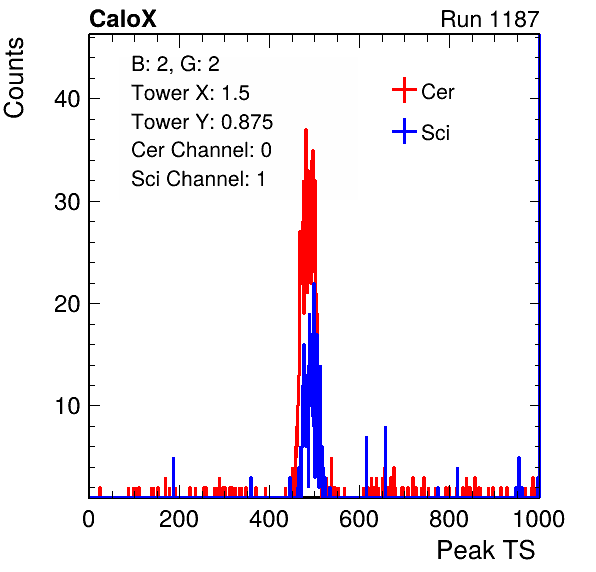 CaloX
Run 1187
Counts
B: 2, G: 2
Tower X: 1.5
Tower Y: 0.875
Cer Channel: 0
Sci Channel: 1
Cer
Sci
40
30
20
10
0 200 400 600 800 1000
Peak TS